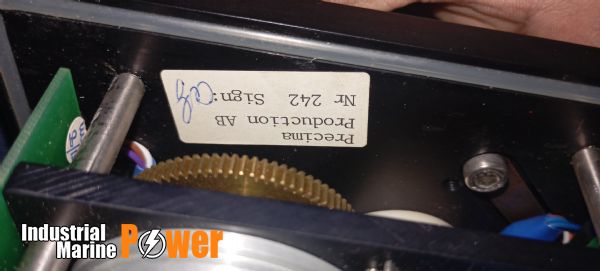 Precima
Production AB
Nr 242 Sign:
Industrial
Marine Power